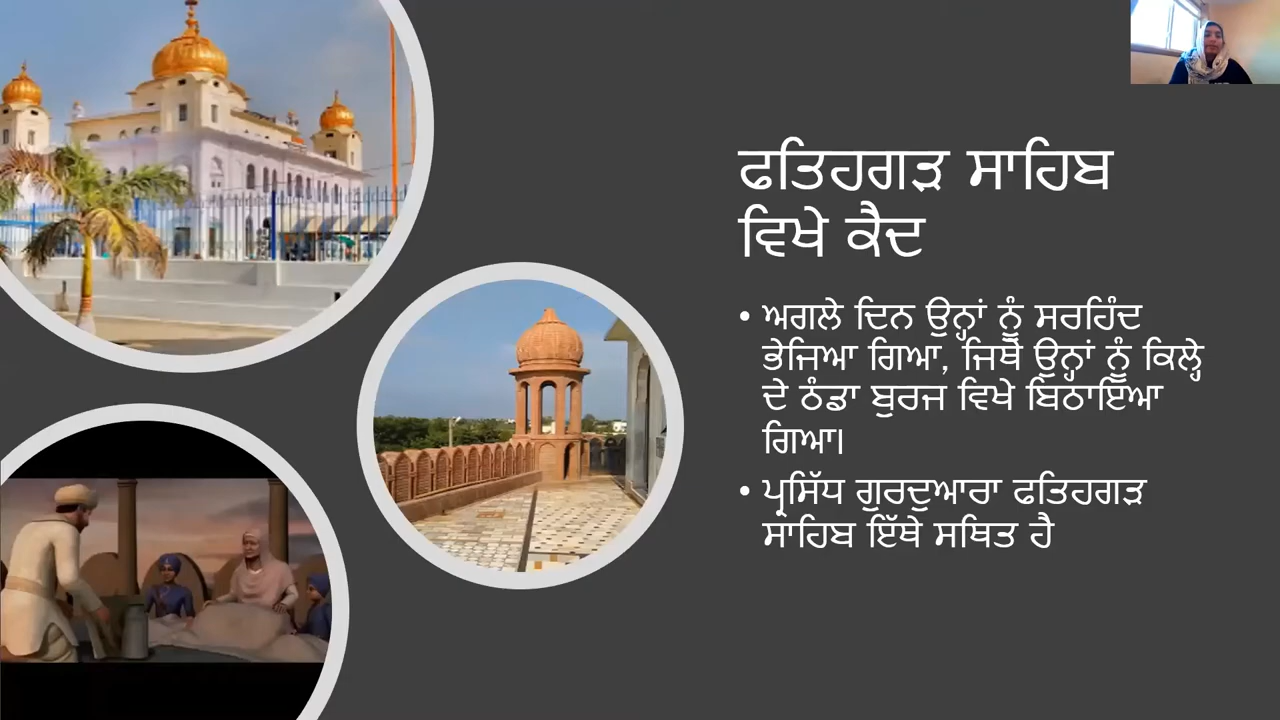 ਫਤਿਹਗੜ ਸਾਹਿਬ
ਵਿਖੇ ਕੈਦ
• ਅਗਲੇ ਦਿਨ ਉਨ੍ਹਾਂ ਨੂੰ ਸਰਹਿੰਦ
ਭੇਜਿਆ ਗਿਆ, ਜਿਥੇ ਉਨ੍ਹਾਂ ਨੂੰ ਕਿਲ੍ਹੇ
ਦੇ ਠੰਡਾ ਬੁਰਜ ਵਿਖੇ ਬਿਠਾਇਆ
ਗਿਆ।
• ਪ੍ਰਸਿੱਧ ਗੁਰਦੁਆਰਾ ਫਤਿਹਗੜ
ਸਾਹਿਬ ਇੱਥੇ ਸਥਿਤ ਹੈ